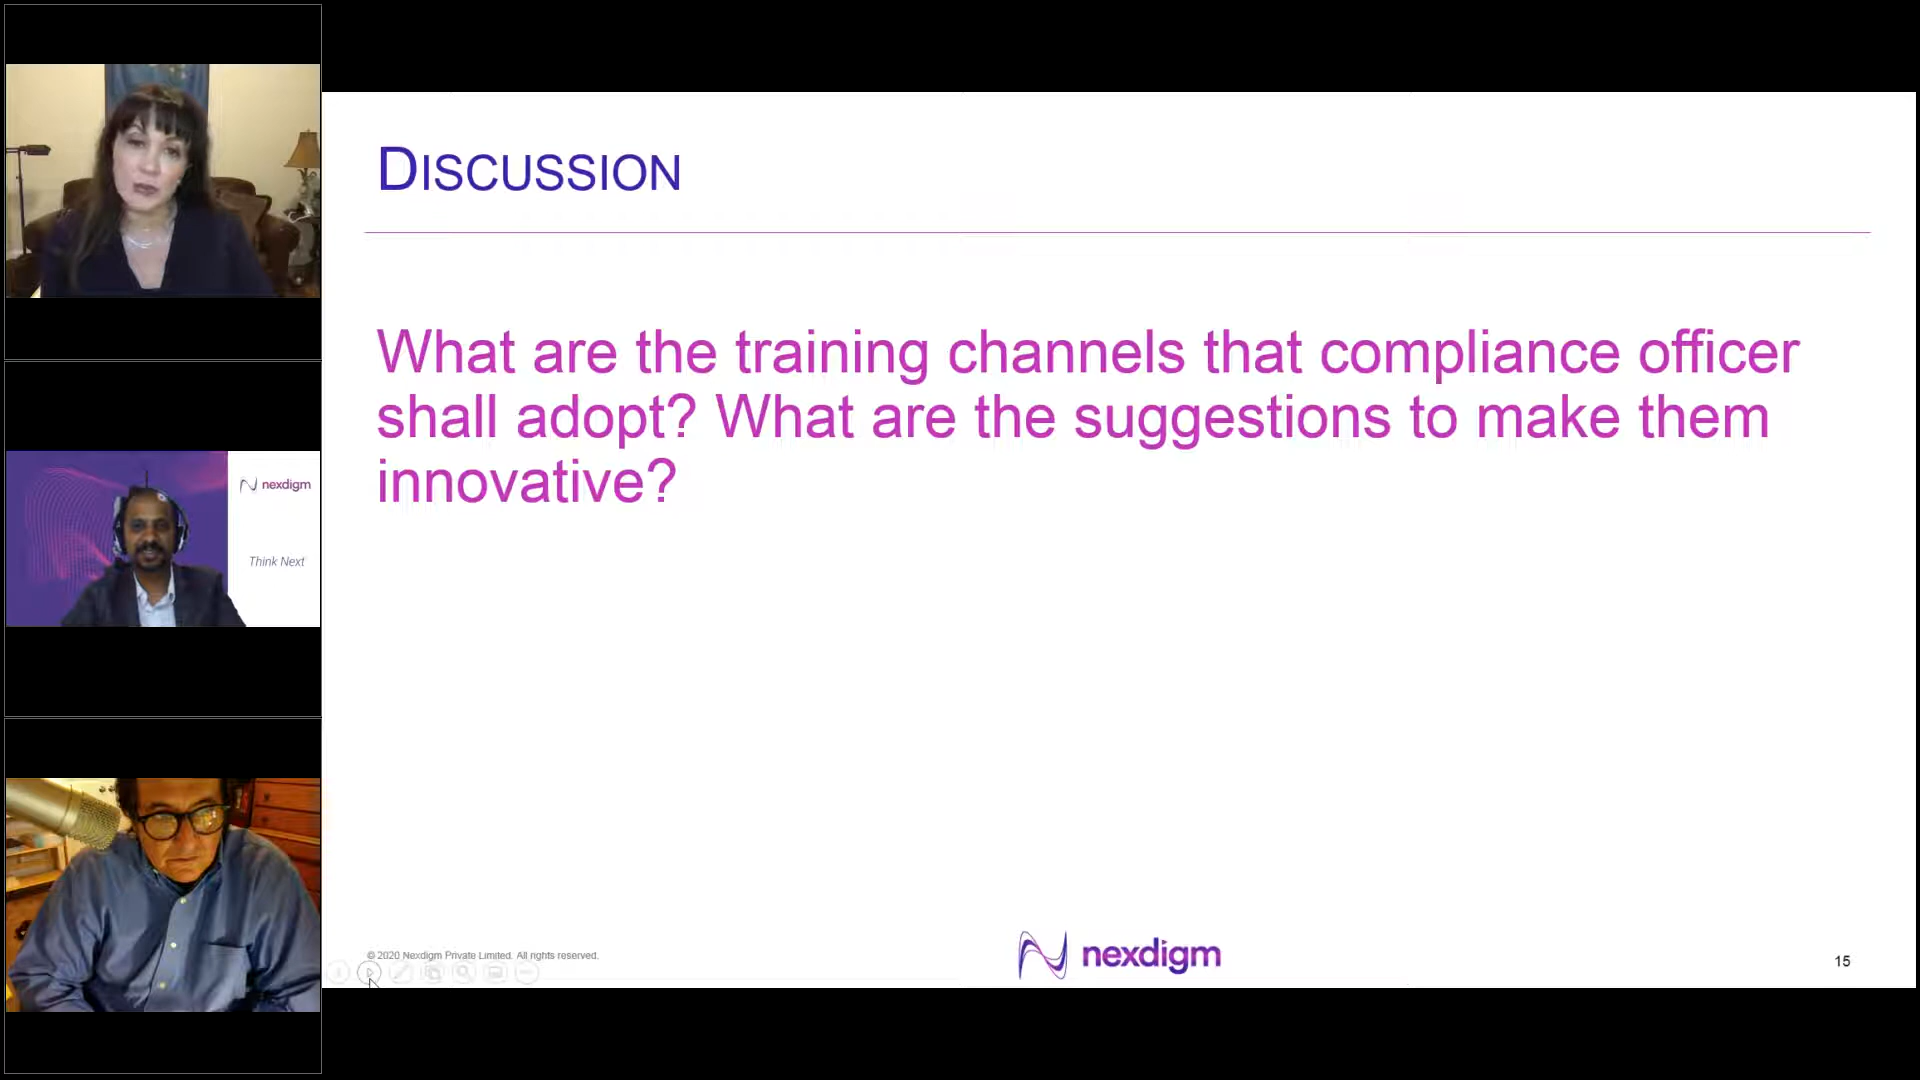 DISCUSSION
What are the training channels that compliance officer
shall adopt? What are the suggestions to make them
innovative?
nexdigm
Think Next
© 2020 Nexdigm Private Limited. All rights reserved.
nexdigm
15